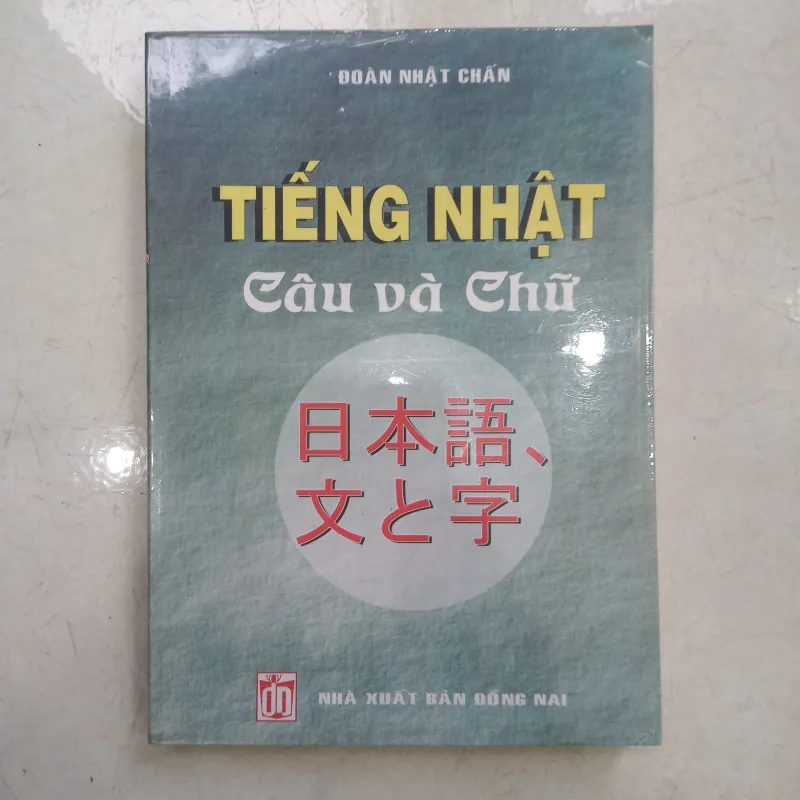 ĐOÀN NHẬT CHẤN
TIẾNG NHẬT
Câu và Chữ
日本語、
文と字
ĐN
NHÀ XUẤT BẢN ĐỒNG NAI